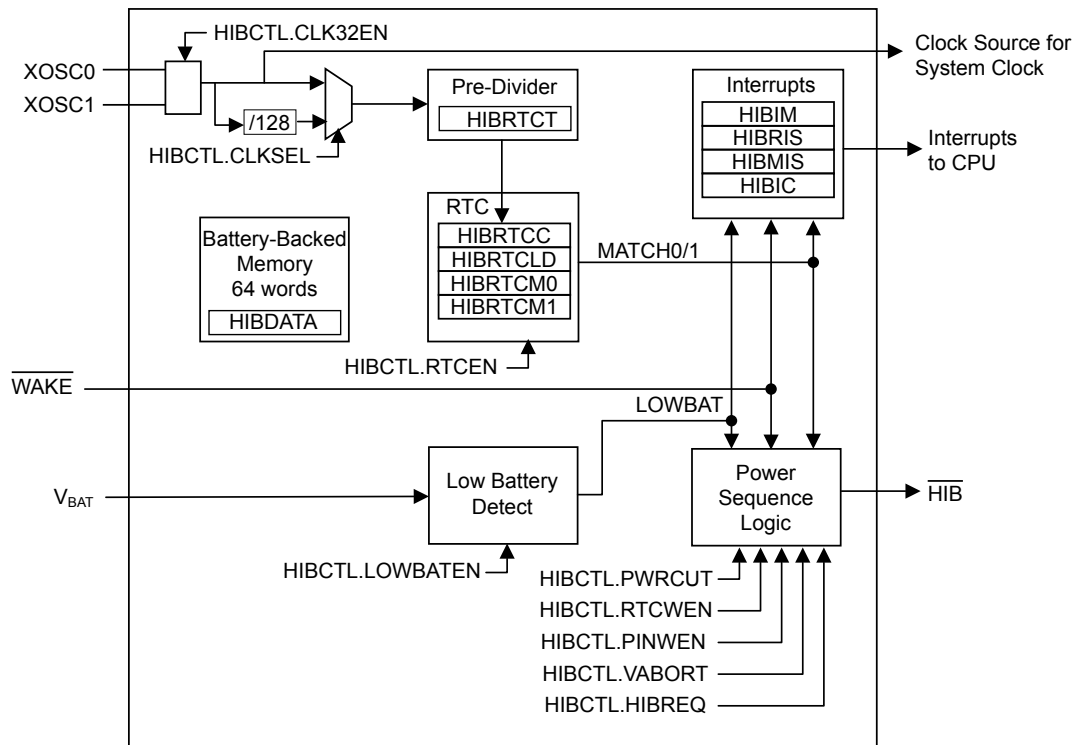 HIBCTL.CLK32EN
XOSC0
XOSC1
/128
HIBCTL.CLKSEL
Pre-Divider
HIBRTCT
Interrupts
HIBIM
HIBRIS
HIBMIS
HIBIC
Clock Source for
System Clock
Interrupts
to CPU
Battery-Backed
Memory
64 words
HIBDATA
RTC
HIBRTCC
HIBRTCLD
HIBRTCM0
HIBRTCM1
MATCH0/1
HIBCTL.RTCEN
WAKE
LOWBAT
VBAT
Low Battery
Detect
HIBCTL.LOWBATEN
Power
Sequence
Logic
HIB
HIBCTL.PWRCUT
HIBCTL.RTCWEN
HIBCTL.PINWEN
HIBCTL.VABORT
HIBCTL.HIBREQ